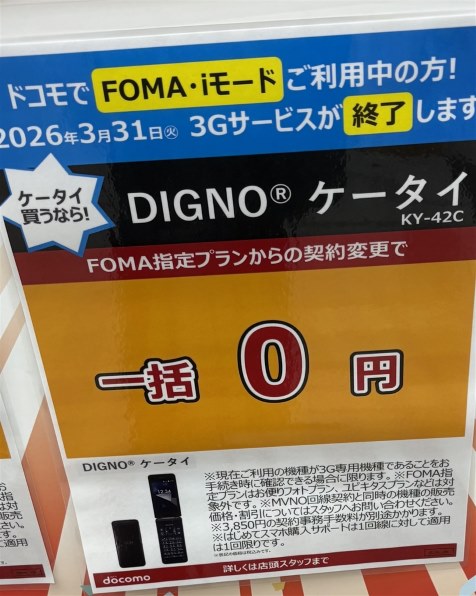 ドコモで FOMA・iモード ご利用中の方!
2026年3月31日㊋ 3Gサービスが 終了 します
ケータイ
買うなら!
DIGNO® ケータイ
KY-42C
FOMA指定プランからの契約変更で
一括 0 円
DIGNO® ケータイ
※現在ご利用の機種が3G専用機種であることをお
手続き時に確認できる場合に限ります。※FOMA指
定プランはお便りフォトプラン、ユビキタスプランなどは対
象外です。※MVNO回線契約と同時の機種の販売
価格・割引についてはスタッフへお問い合わせください。
※3,850円の契約事務手数料が別途かかります。
※はじめてスマホ購入サポートは1回線に対して適用
は1回限りです。
docomo
詳しくは店頭スタッフまで